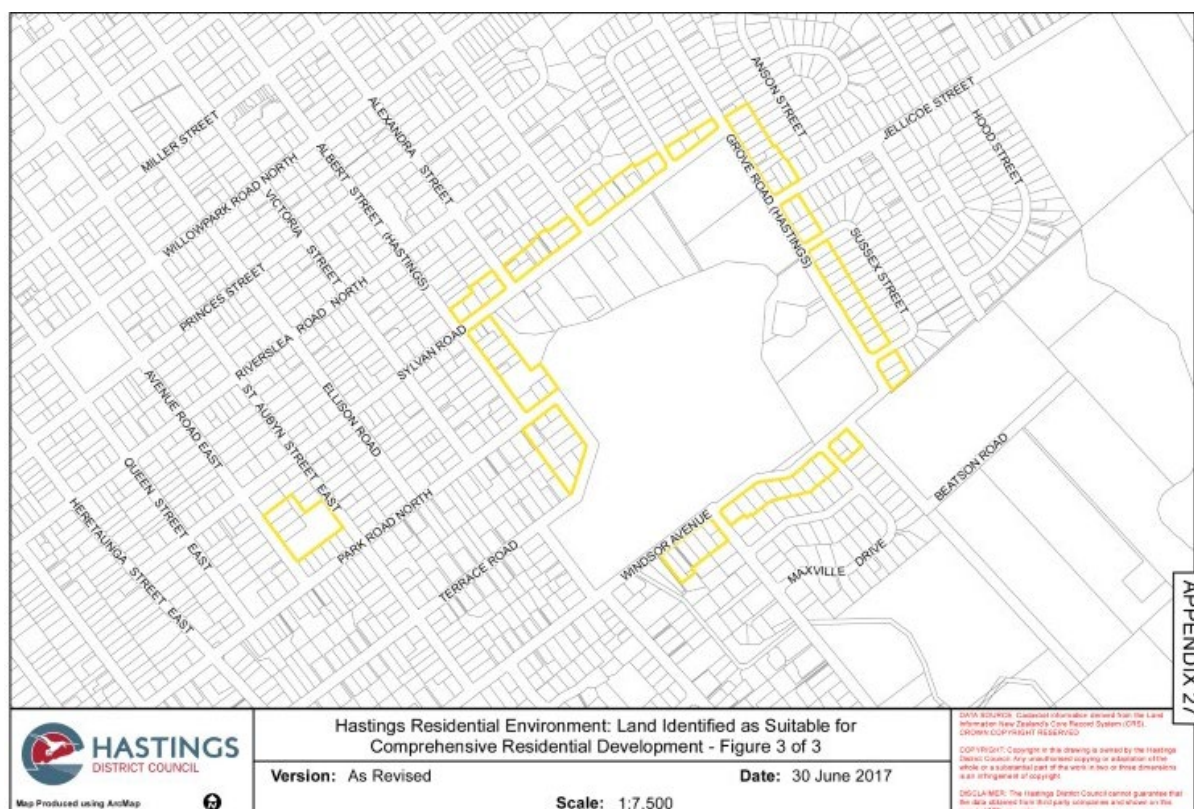 ANSON STREET
JELLICOE STREET
HOOD STREET
ALEXANDRA STREET
MILLER STREET
ALBERT STREET (HASTINGS)
GROVE ROAD (HASTINGS)
WILLOWPARK ROAD NORTH
VICTORIA STREET
SUSSEX STREET
PRINCES STREET
RIVERSLEA ROAD NORTH
SYLVAN ROAD
AVENUE ROAD EAST
ST AUBYN STREET EAST
ELLISON ROAD
QUEEN STREET EAST
HERETAUNGA STREET EAST
PARK ROAD NORTH
TERRACE ROAD
WINDSOR AVENUE
BEATSON ROAD
MAXVILLE DRIVE
APPENDIX 27
HASTINGS
DISTRICT COUNCIL
Map Produced using ArcMap
Hastings Residential Environment: Land Identified as Suitable for
Comprehensive Residential Development - Figure 3 of 3
Version: As Revised
Date: 30 June 2017
Scale: 1:7,500
DATA SOURCE: Cadastral information derived from the Land
Information New Zealand's Core Record System (CRS).
CROWN COPYRIGHT RESERVED
COPYRIGHT: Copyright in this drawing is owned by the Hastings
District Council. Any unauthorised copying or adaptation of the
whole or a substantial part of the work in two or three dimensions
is an infringement of copyright.
DISCLAIMER: The Hastings District Council cannot guarantee that
the data obtained from third party companies and shown on the